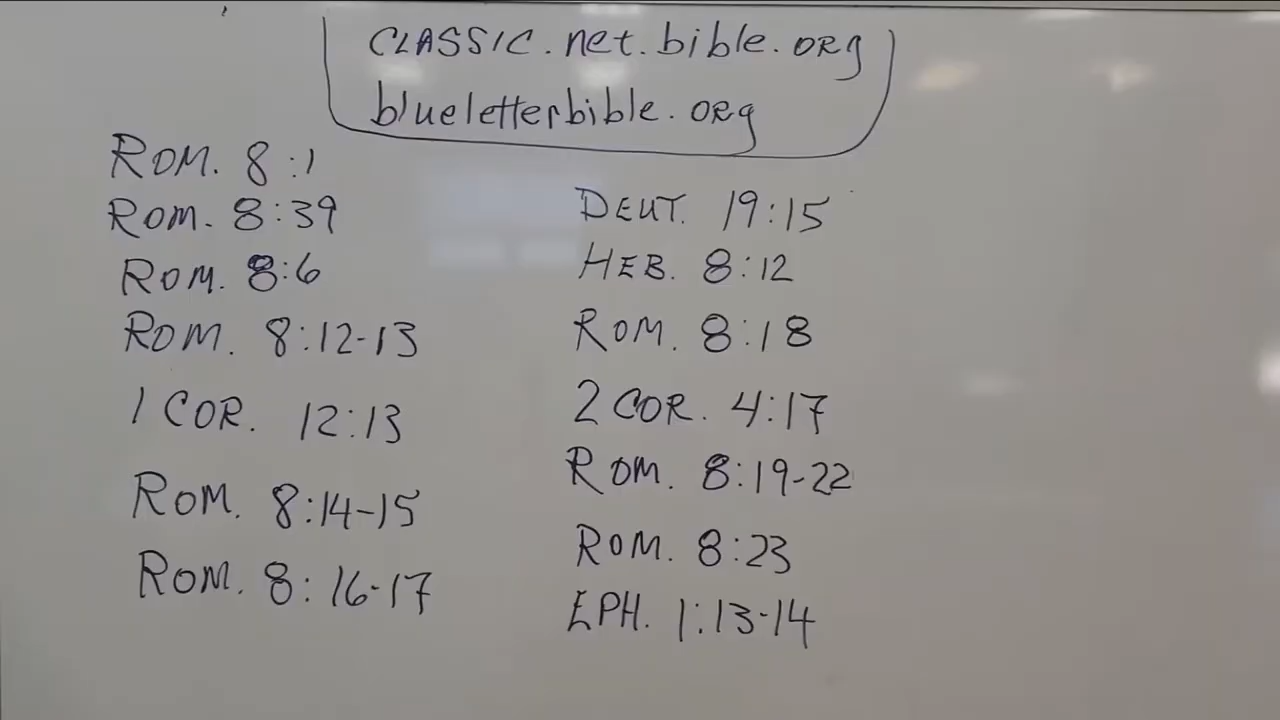 CLASSIC.net.bible.ORg
blueletterbible.ORg
ROM. 8:1
ROM. 8:39
ROM. 8:6
ROM. 8:12-13
1 COR. 12:13
ROM. 8:14-15
ROM. 8:16-17
DEUT. 19:15
HEB. 8:12
ROM. 8:18
2 COR. 4:17
ROM. 8:19-22
ROM. 8:23
EPH. 1:13-14